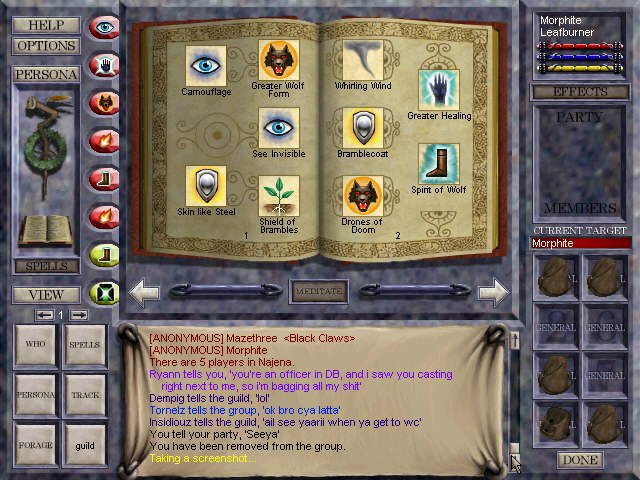 HELP
OPTIONS
PERSONA
SPELLS
VIEW
1
WHO
SPELLS
PERSONA
TRACK
FORAGE
guild
Camouflage
Greater Wolf
Form
See Invisible
Skin like Steel
Shield of
Brambles
1
Whirling Wind
Greater Healing
Bramblecoat
Spirit of Wolf
Drones of
Doom
2
MEDITATE
[ANONYMOUS] Mazethree  <Black Claws>
[ANONYMOUS] Morphite
There are 5 players in Najena.
Ryann tells you, 'you're an officer in DB, and i saw you casting
right next to me, so i'm bagging all my shit'
Dempig tells the guild, 'lol'
Tornelz tells the group, 'ok bro cya latta'
Insidiouz tells the guild, 'ail see yaarii when ya get to wc'
You tell your party, 'Seeya'
You have been removed from the group.
Taking a screenshot...
Morphite
Leafburner
EFFECTS
PARTY
MEMBERS
CURRENT TARGET
Morphite
GENERAL
GENERAL
DONE